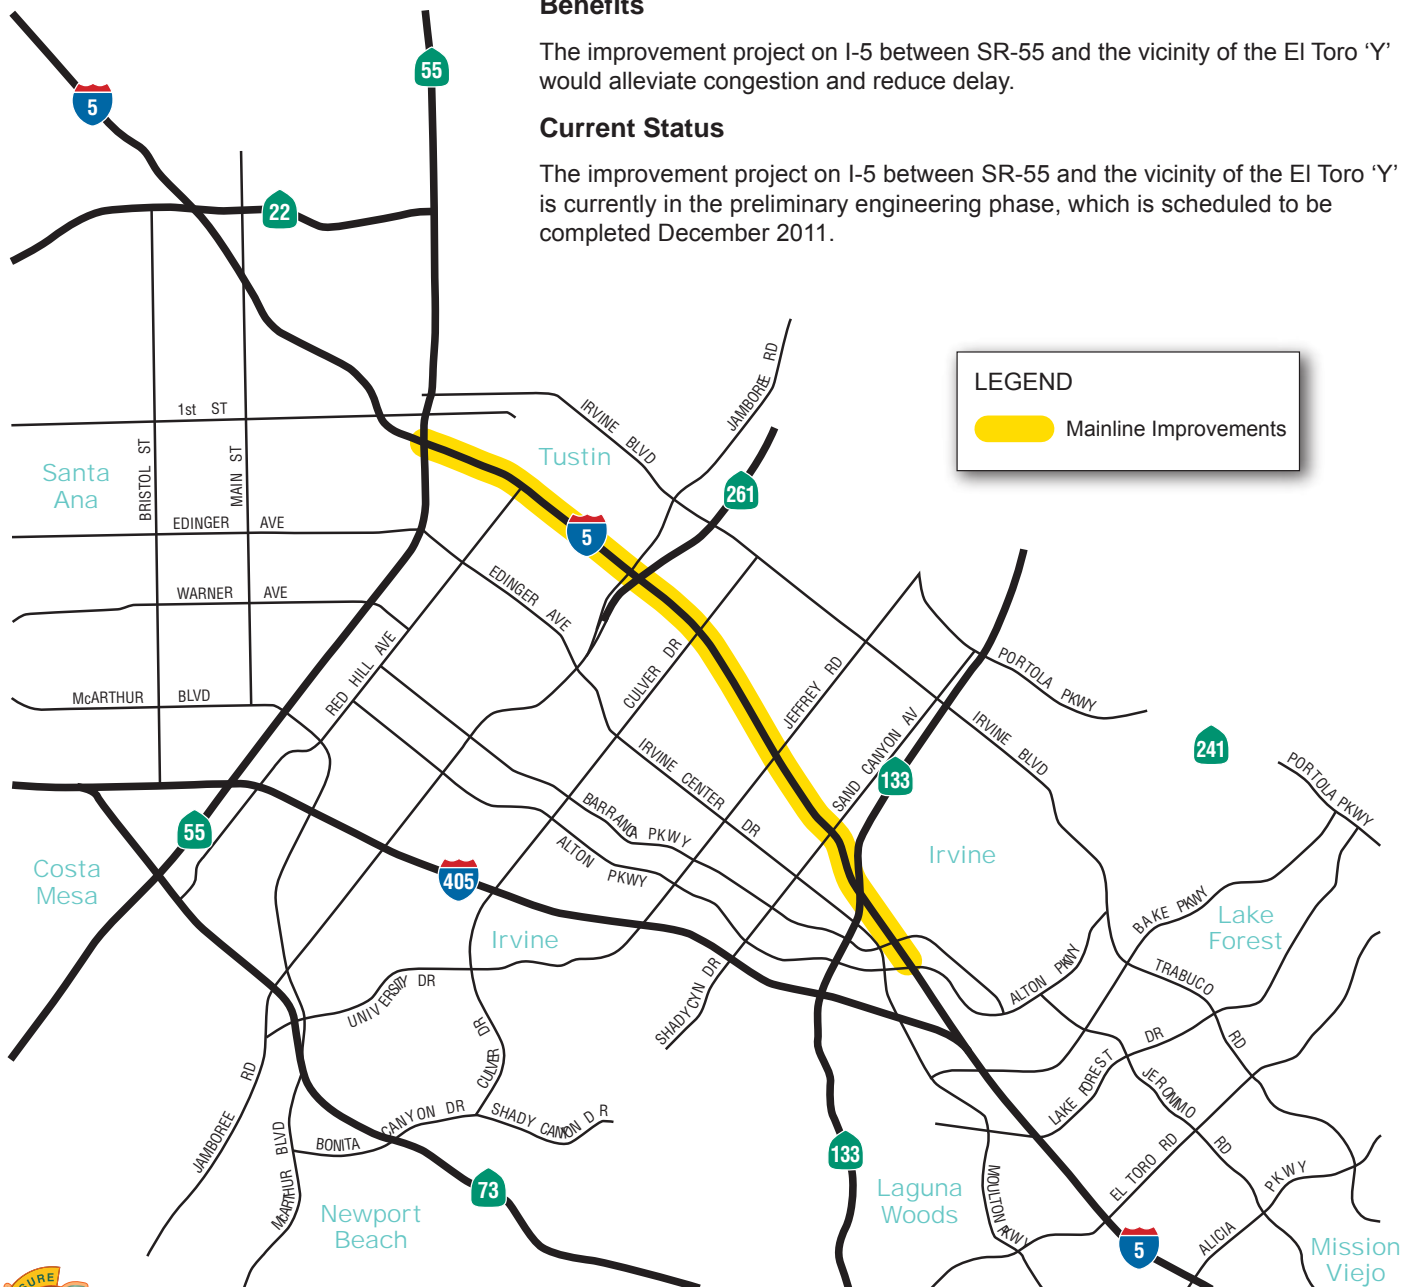 Benefits
The improvement project on I-5 between SR-55 and the vicinity of the El Toro ‘Y’
would alleviate congestion and reduce delay.
Current Status
The improvement project on I-5 between SR-55 and the vicinity of the El Toro ‘Y’
is currently in the preliminary engineering phase, which is scheduled to be
completed December 2011.
5
55
22
LEGEND
Mainline Improvements
1st ST
IRVINE BLVD
JAMBOREE RD
Santa
Ana
BRISTOL ST
MAIN ST
Tustin
261
5
EDINGER AVE
EDINGER AVE
WARNER AVE
RED HILL AVE
CULVER DR
JEFFREY RD
PORTOLA PKWY
McARTHUR BLVD
SAND CANYON AV
IRVINE BLVD
241
PORTOLA PKWY
133
IRVINE CENTER DR
BARRANCA PKWY
ALTON PKWY
55
405
Costa
Mesa
Irvine
Irvine
BAKE PKWY
Lake
Forest
UNIVERSITY DR
SHADYCYN DR
ALTON PKWY
TRABUCO RD
CULVER DR
LAKE FOREST DR
JERONIMO RD
JAMBOREE RD
McARTHUR BLVD
BONITA CANYON DR
SHADY CANYON DR
133
EL TORO RD
73
Laguna
Woods
MOULTON PKWY
ALICIA PKWY
Newport
Beach
5
Mission
Viejo